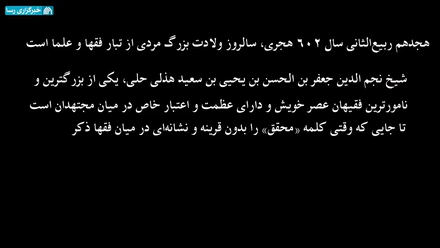 خبرگزاری رسا
هجدهم ربیع‌الثانی سال ۶۰۲ هجری، سالروز ولادت بزرگ مردی از تبار فقها و علما است
شیخ نجم الدین جعفر بن الحسن بن یحیی بن سعید هذلی حلی، یکی از بزرگترین و
نامورترین فقیهان عصر خویش و دارای عظمت و اعتبار خاص در میان مجتهدان است
تا جایی که وقتی کلمه «محقق» را بدون قرینه و نشانه‌ای در میان فقها ذکر